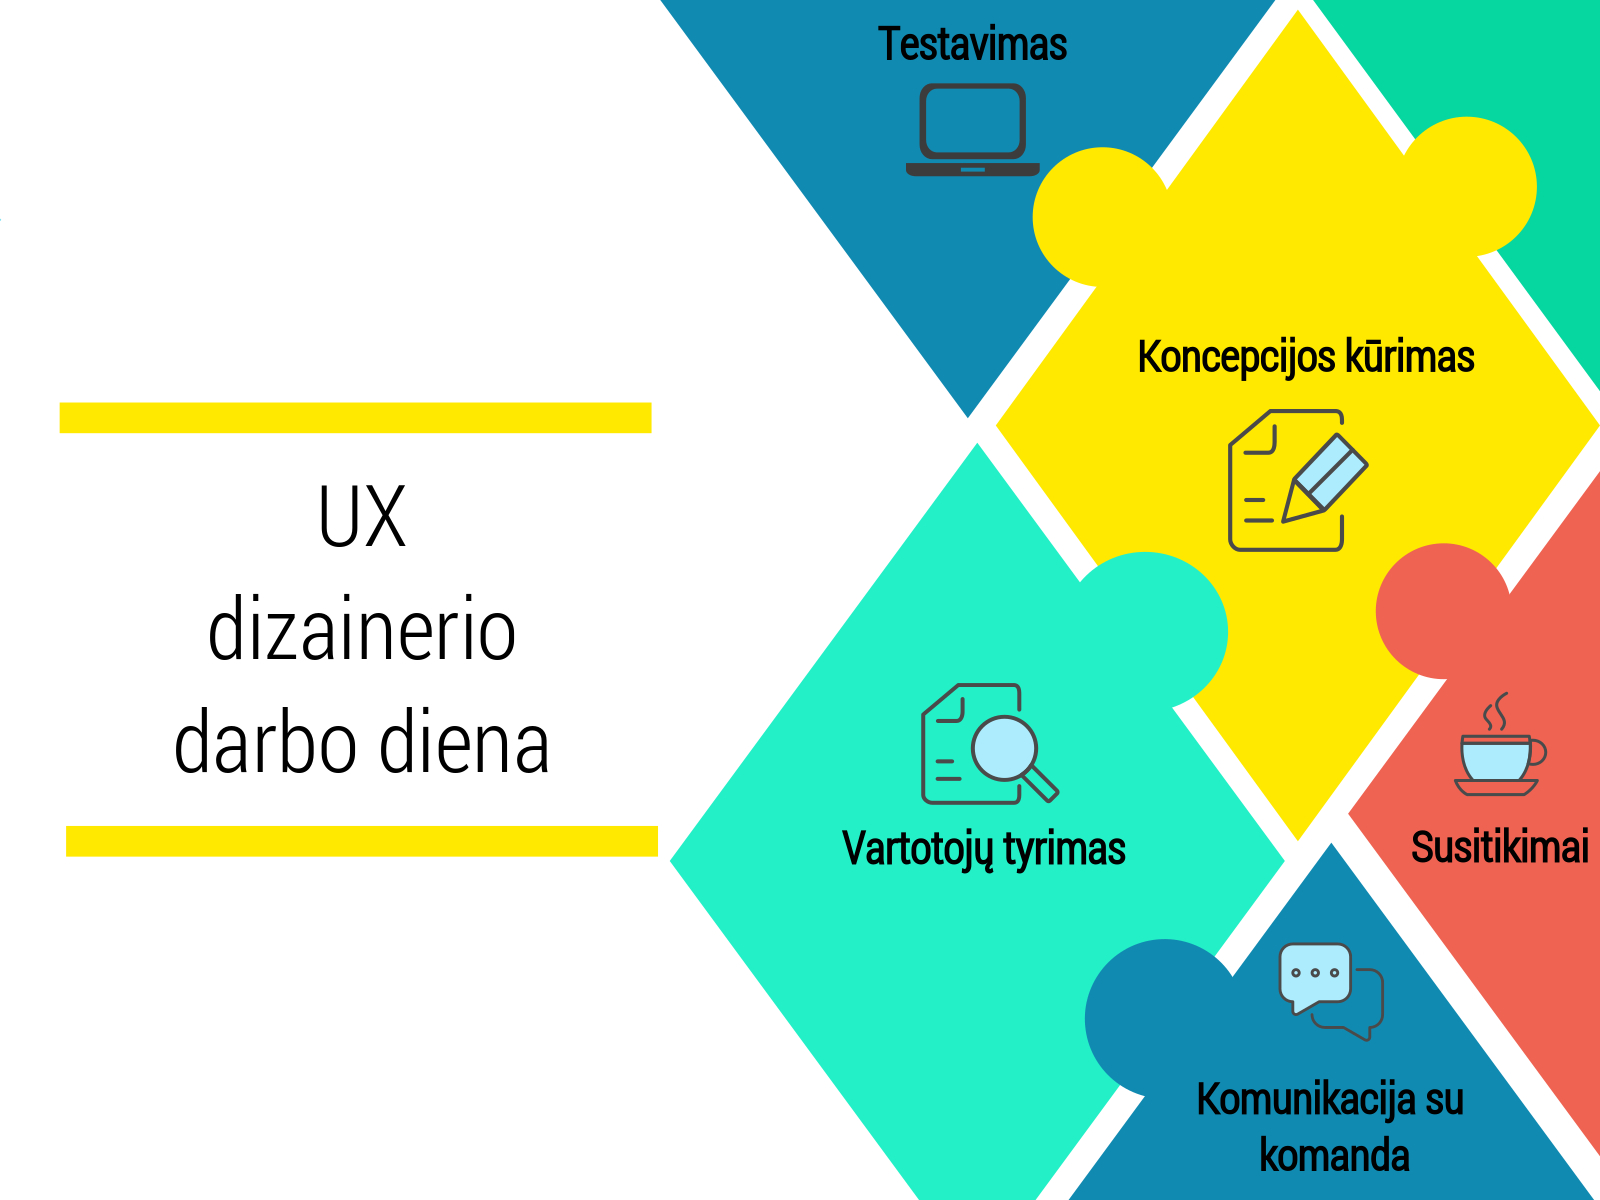 UX
dizainerio
darbo diena
Testavimas
Koncepcijos kūrimas
Vartotojų tyrimas
Susitikimai
Komunikacija su
komanda